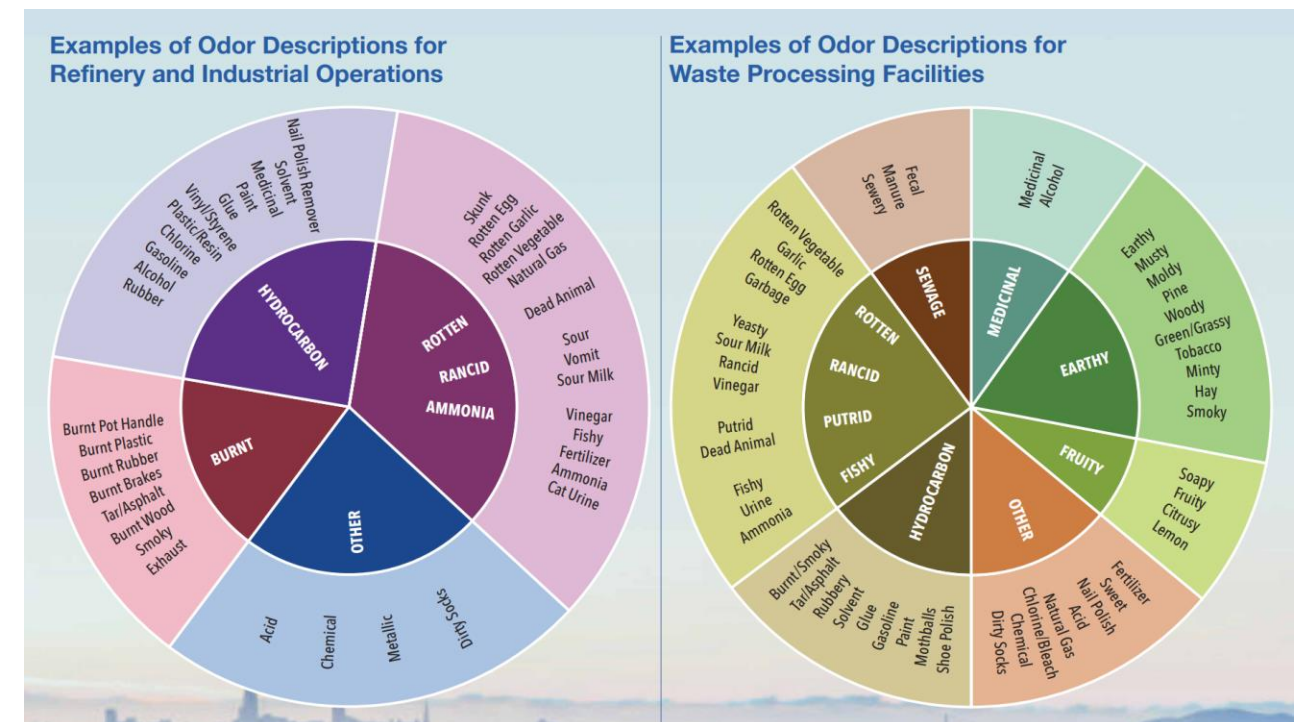 Examples of Odor Descriptions for
Refinery and Industrial Operations
HYDROCARBON
Nail Polish Remover
Solvent
Medicinal
Paint
Glue
Vinyl/Styrene
Plastic/Resin
Chlorine
Gasoline
Alcohol
Rubber
ROTTEN
RANCID
AMMONIA
Skunk
Rotten Egg
Rotten Garlic
Rotten Vegetable
Natural Gas
Dead Animal
Sour
Vomit
Sour Milk
Vinegar
Fishy
Fertilizer
Ammonia
Cat Urine
OTHER
Dirty Socks
Metallic
Chemical
Acid
BURNT
Burnt Pot Handle
Burnt Plastic
Burnt Rubber
Burnt Brakes
Tar/Asphalt
Burnt Wood
Smoky
Exhaust
Examples of Odor Descriptions for
Waste Processing Facilities
MEDICINAL
Medicinal
Alcohol
EARTHY
Earthy
Musty
Moldy
Pine
Woody
Green/Grassy
Tobacco
Minty
Hay
Smoky
FRUITY
Soapy
Fruity
Citrusy
Lemon
OTHER
Fertilizer
Sweet
Nail Polish
Acid
Natural Gas
Chlorine/Bleach
Chemical
Dirty Socks
HYDROCARBON
Burnt/Smoky
Tar/Asphalt
Rubbery
Solvent
Glue
Gasoline
Paint
Mothballs
Shoe Polish
ROTTEN
RANCID
PUTRID
FISHY
Rotten Vegetable
Garlic
Rotten Egg
Garbage
Yeasty
Sour Milk
Rancid
Vinegar
Putrid
Dead Animal
Fishy
Urine
Ammonia
SEWAGE
Fecal
Manure
Sewery